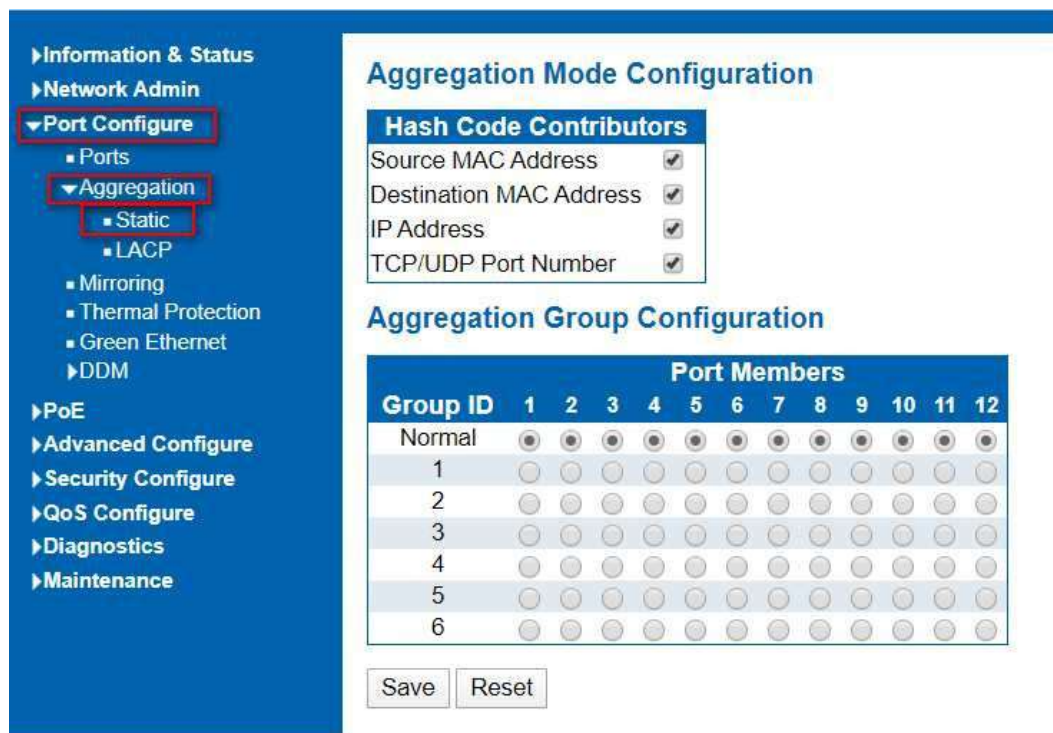 Information & Status
Network Admin
Port Configure
Ports
Aggregation
Static
LACP
Mirroring
Thermal Protection
Green Ethernet
DDM
PoE
Advanced Configure
Security Configure
QoS Configure
Diagnostics
Maintenance
Aggregation Mode Configuration
Hash Code Contributors
Source MAC Address
Destination MAC Address
IP Address
TCP/UDP Port Number
Aggregation Group Configuration
Port Members
Group ID 1 2 3 4 5 6 7 8 9 10 11 12
Normal
1
2
3
4
5
6
Save Reset